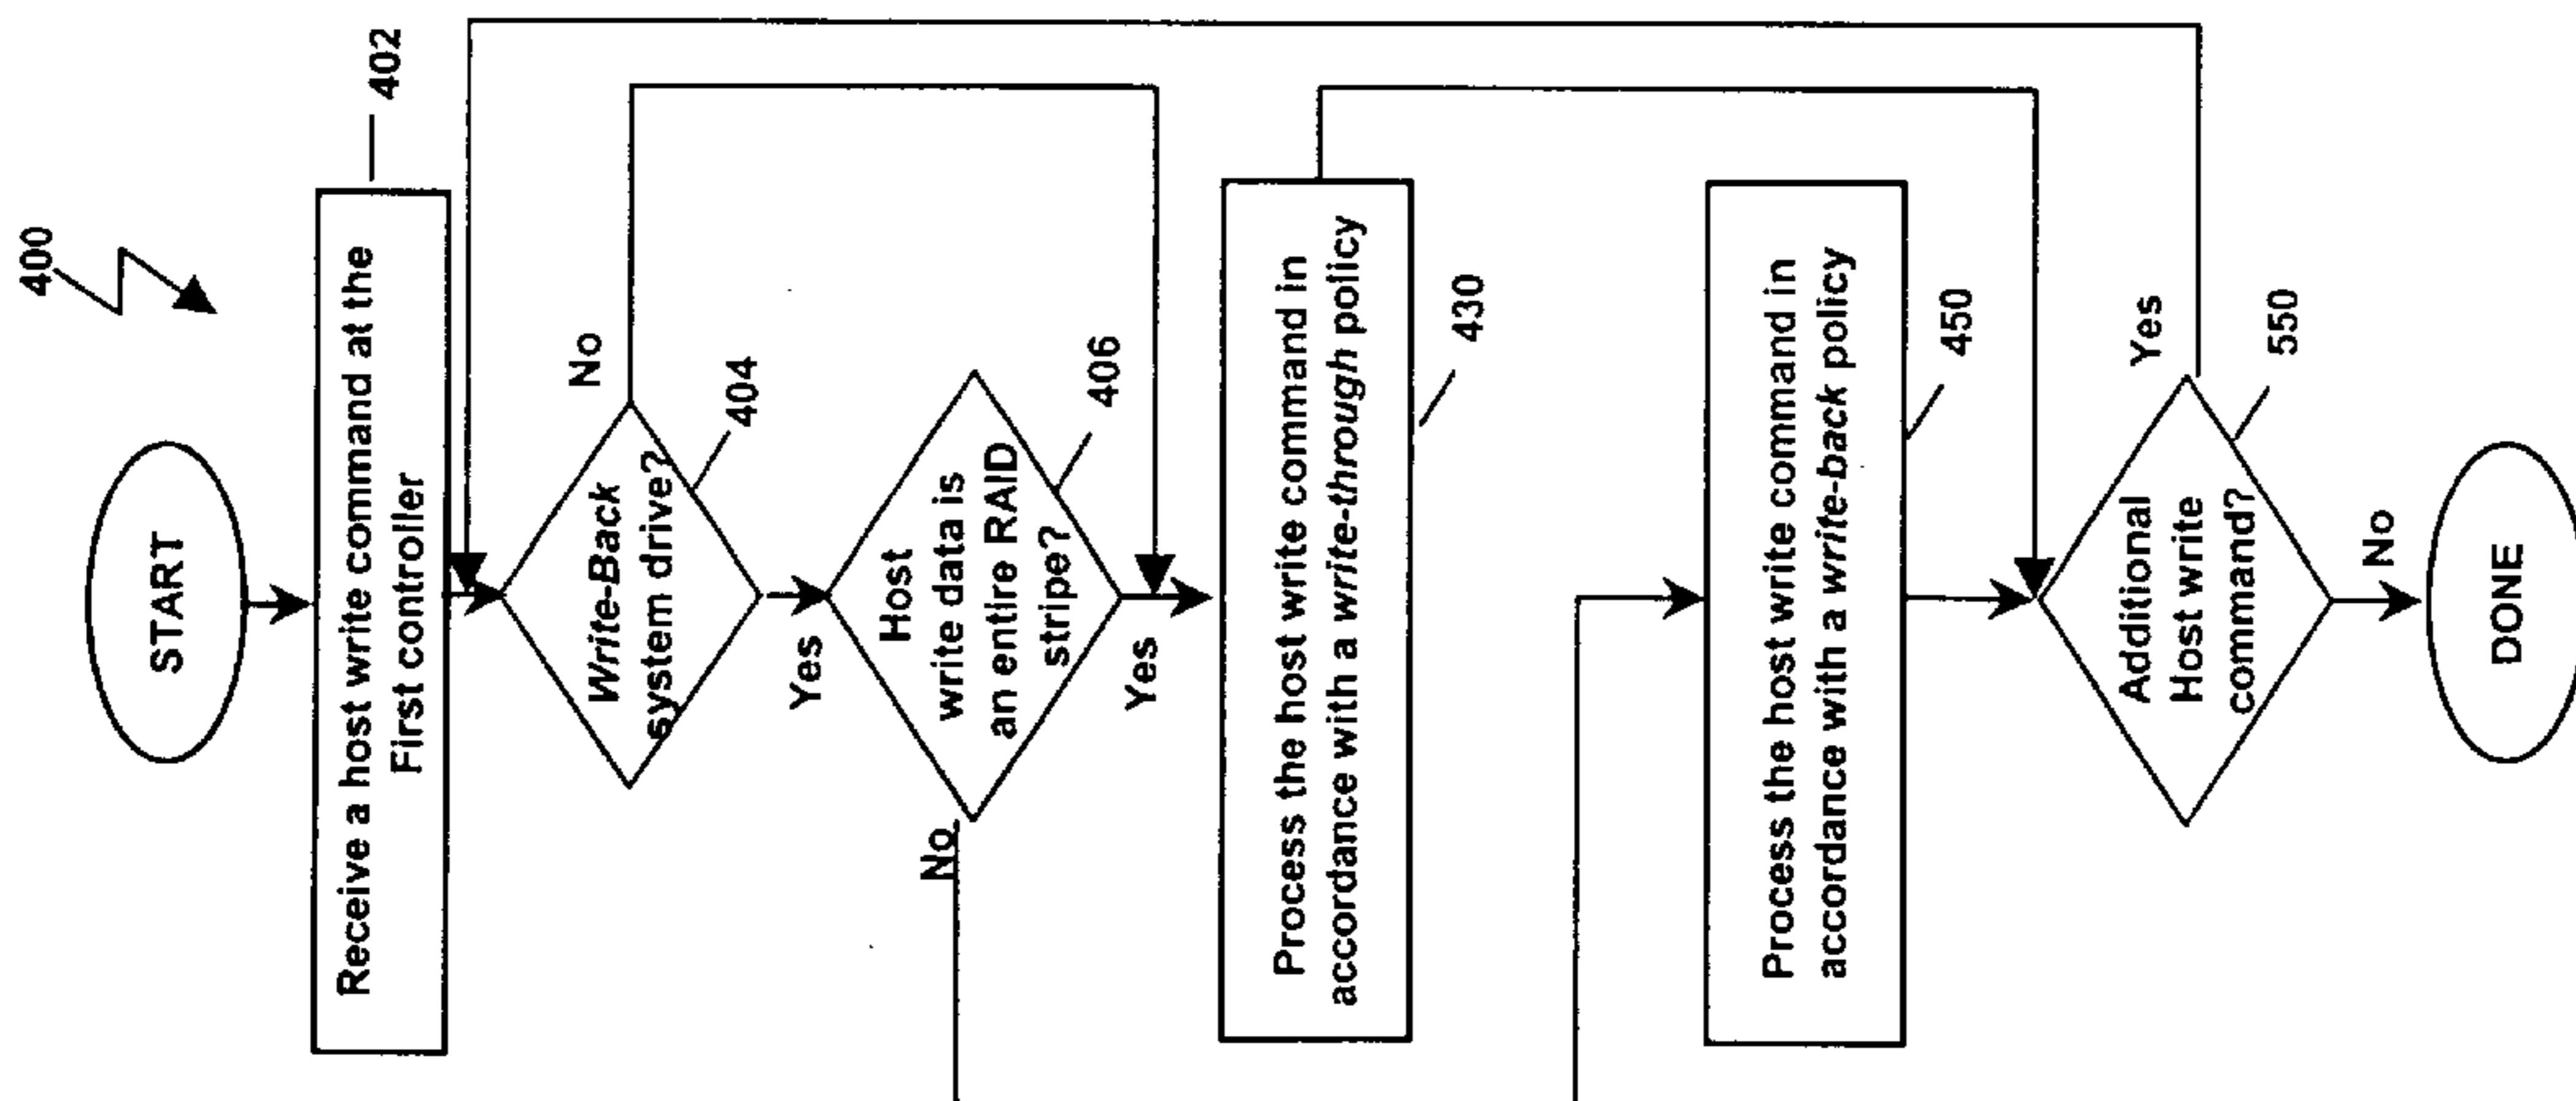 400
START
402
Receive a host write command at the
First controller
No
Write-Back
system drive?
404
Yes
Host
write data is
an entire RAID
stripe?
406
No
Yes
Process the host write command in
accordance with a write-through policy
430
Process the host write command in
accordance with a write-back policy
450
Additional
Host write
command?
Yes
550
No
DONE